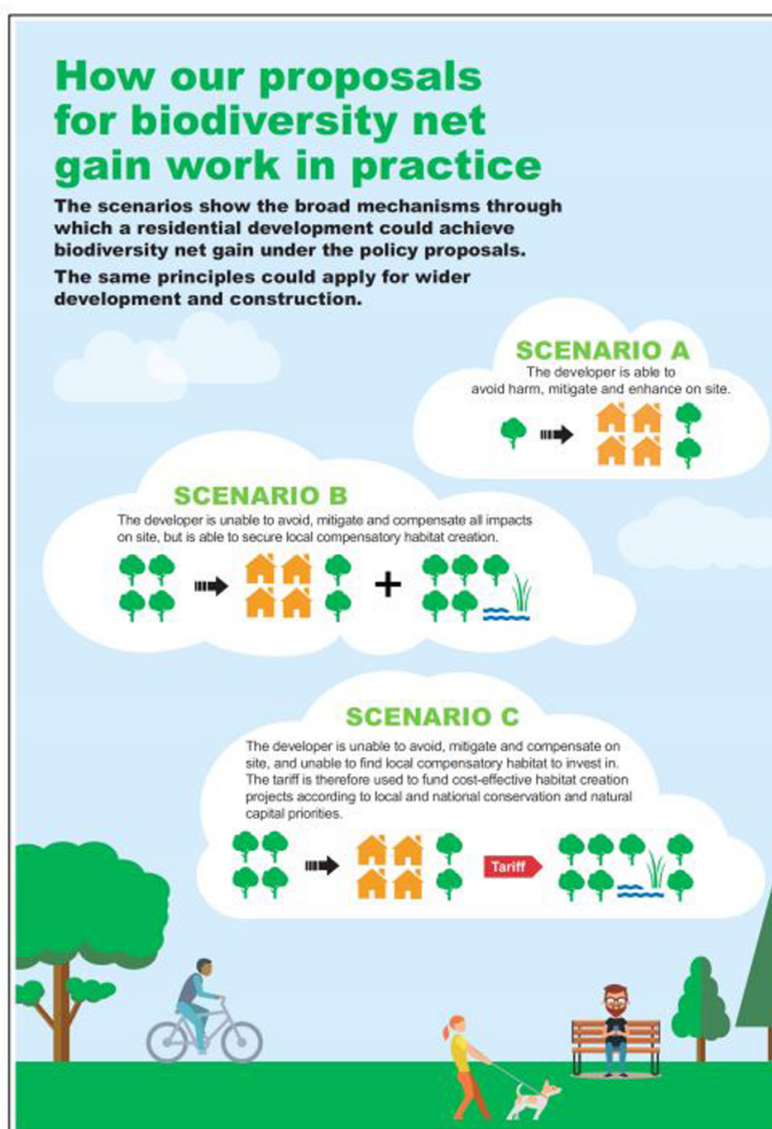 How our proposals
for biodiversity net
gain work in practice
The scenarios show the broad mechanisms through
which a residential development could achieve
biodiversity net gain under the policy proposals.
The same principles could apply for wider
development and construction.
SCENARIO A
The developer is able to
avoid harm, mitigate and enhance on site.
SCENARIO B
The developer is unable to avoid, mitigate and compensate all impacts
on site, but is able to secure local compensatory habitat creation.
+
SCENARIO C
The developer is unable to avoid, mitigate and compensate on
site, and unable to find local compensatory habitat to invest in.
The tariff is therefore used to fund cost-effective habitat creation
projects according to local and national conservation and natural
capital priorities.
Tariff